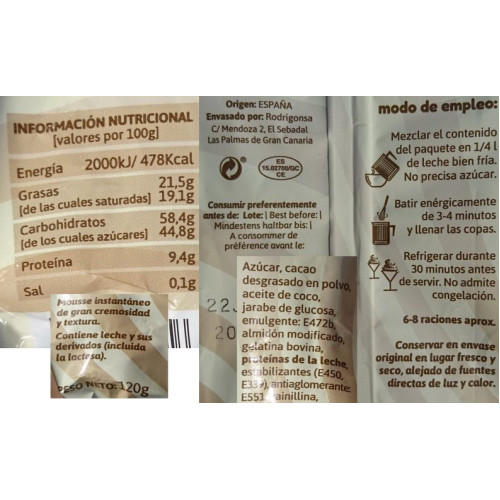 INFORMACIÓN NUTRICIONAL
[valores por 100g]
Energía 2000kJ/ 478Kcal
Grasas 21,5g
[de las cuales saturadas] 19,1g
Carbohidratos 58,4g
[de los cuales azúcares] 44,8g
Proteína 9,4g
Sal 0,1g
Mousse instantáneo
de gran cremosidad
y textura.
Contiene leche y sus
derivados (incluida
la lactosa).
PESO NETO: 120g
Origen: ESPAÑA
Envasado por: Rodrigonsa
C/ Mendoza 2, El Sebadal
Las Palmas de Gran Canaria
ES
15.02760/GC
CE
Consumir preferentemente
antes de: Lote: | Best before: |
Mindestens haltbar bis: |
A consommer de
préférence avant le:
22
20
Azúcar, cacao
desgrasado en polvo,
aceite de coco,
jarabe de glucosa,
emulgente: E472b,
almidón modificado,
gelatina bovina,
proteínas de la leche,
estabilizantes (E450,
E339), antiaglomerante:
E551, vainillina,
modo de empleo:
Mezclar el contenido
del paquete en 1/4 l
de leche bien fría.
No precisa azúcar.
Batir enérgicamente
de 3-4 minutos
y llenar las copas.
Refrigerar durante
30 minutos antes
de servir. No admite
congelación.
6-8 raciones aprox.
Conservar en envase
original en lugar fresco y
seco, alejado de fuentes
directas de luz y calor.